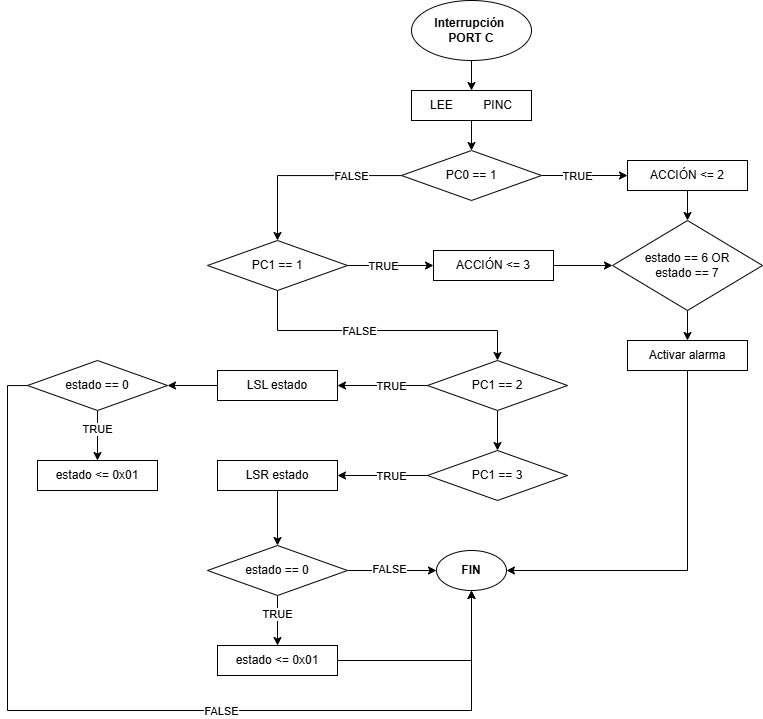 Interrupción
PORT C
LEE PINC
PC0 == 1
FALSE
TRUE
ACCIÓN <= 2
PC1 == 1
TRUE
ACCIÓN <= 3
estado == 6 OR
estado == 7
FALSE
Activar alarma
estado == 0
LSL estado
TRUE
PC1 == 2
TRUE
estado <= 0x01
LSR estado
TRUE
PC1 == 3
estado == 0
FALSE
FIN
TRUE
estado <= 0x01
FALSE